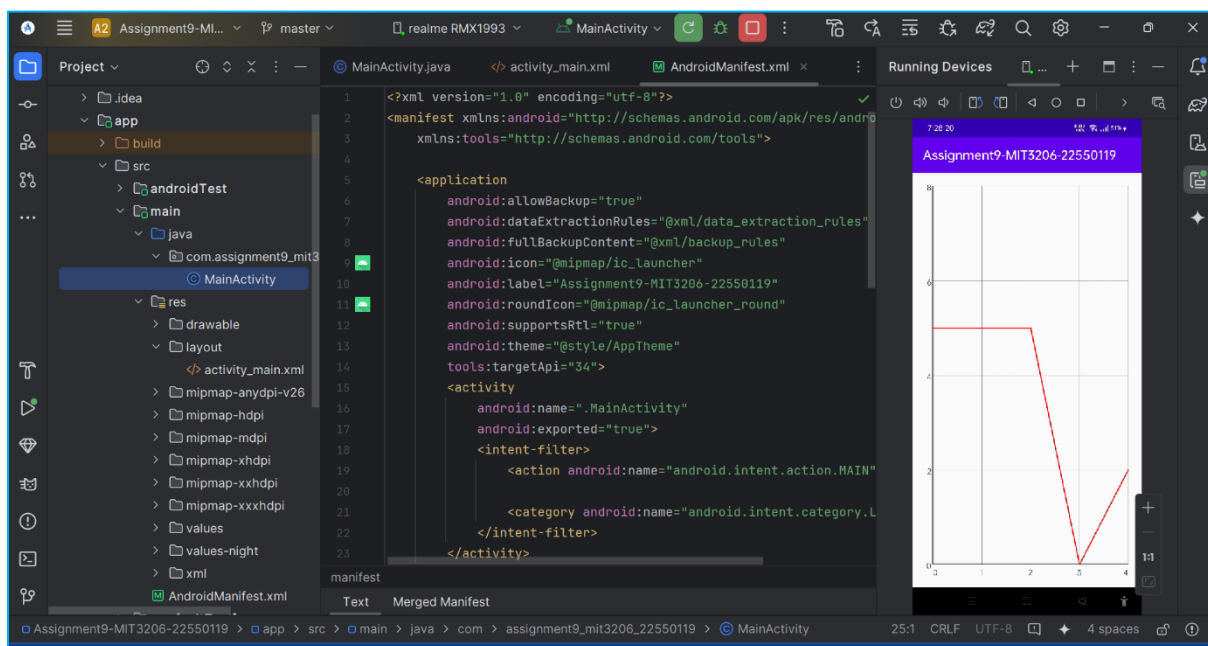 A2 Assignment9-MI... master realme RMX1993 MainActivity
Project
.idea
app
build
src
androidTest
main
java
com.assignment9_mit3
MainActivity
res
drawable
layout
activity_main.xml
mipmap-anydpi-v26
mipmap-hdpi
mipmap-mdpi
mipmap-xhdpi
mipmap-xxhdpi
mipmap-xxxhdpi
values
values-night
xml
AndroidManifest.xml
MainActivity.java activity_main.xml AndroidManifest.xml
1 <?xml version="1.0" encoding="utf-8"?>
2 <manifest xmlns:android="http://schemas.android.com/apk/res/andro
3 xmlns:tools="http://schemas.android.com/tools">
4
5 <application
6 android:allowBackup="true"
7 android:dataExtractionRules="@xml/data_extraction_rules"
8 android:fullBackupContent="@xml/backup_rules"
9 android:icon="@mipmap/ic_launcher"
10 android:label="Assignment9-MIT3206-22550119"
11 android:roundIcon="@mipmap/ic_launcher_round"
12 android:supportsRtl="true"
13 android:theme="@style/AppTheme"
14 tools:targetApi="34">
15 <activity
16 android:name=".MainActivity"
17 android:exported="true">
18 <intent-filter>
19 <action android:name="android.intent.action.MAIN"
20
21 <category android:name="android.intent.category.L
22 </intent-filter>
23 </activity>
manifest
Text Merged Manifest
Running Devices ...
7:28:20
Assignment9-MIT3206-22550119
8
6
4
2
0
0 1 2 3 4
1:1
Assignment9-MIT3206-22550119 > app > src > main > java > com > assignment9_mit3206_22550119 > MainActivity 25:1 CRLF UTF-8 4 spaces